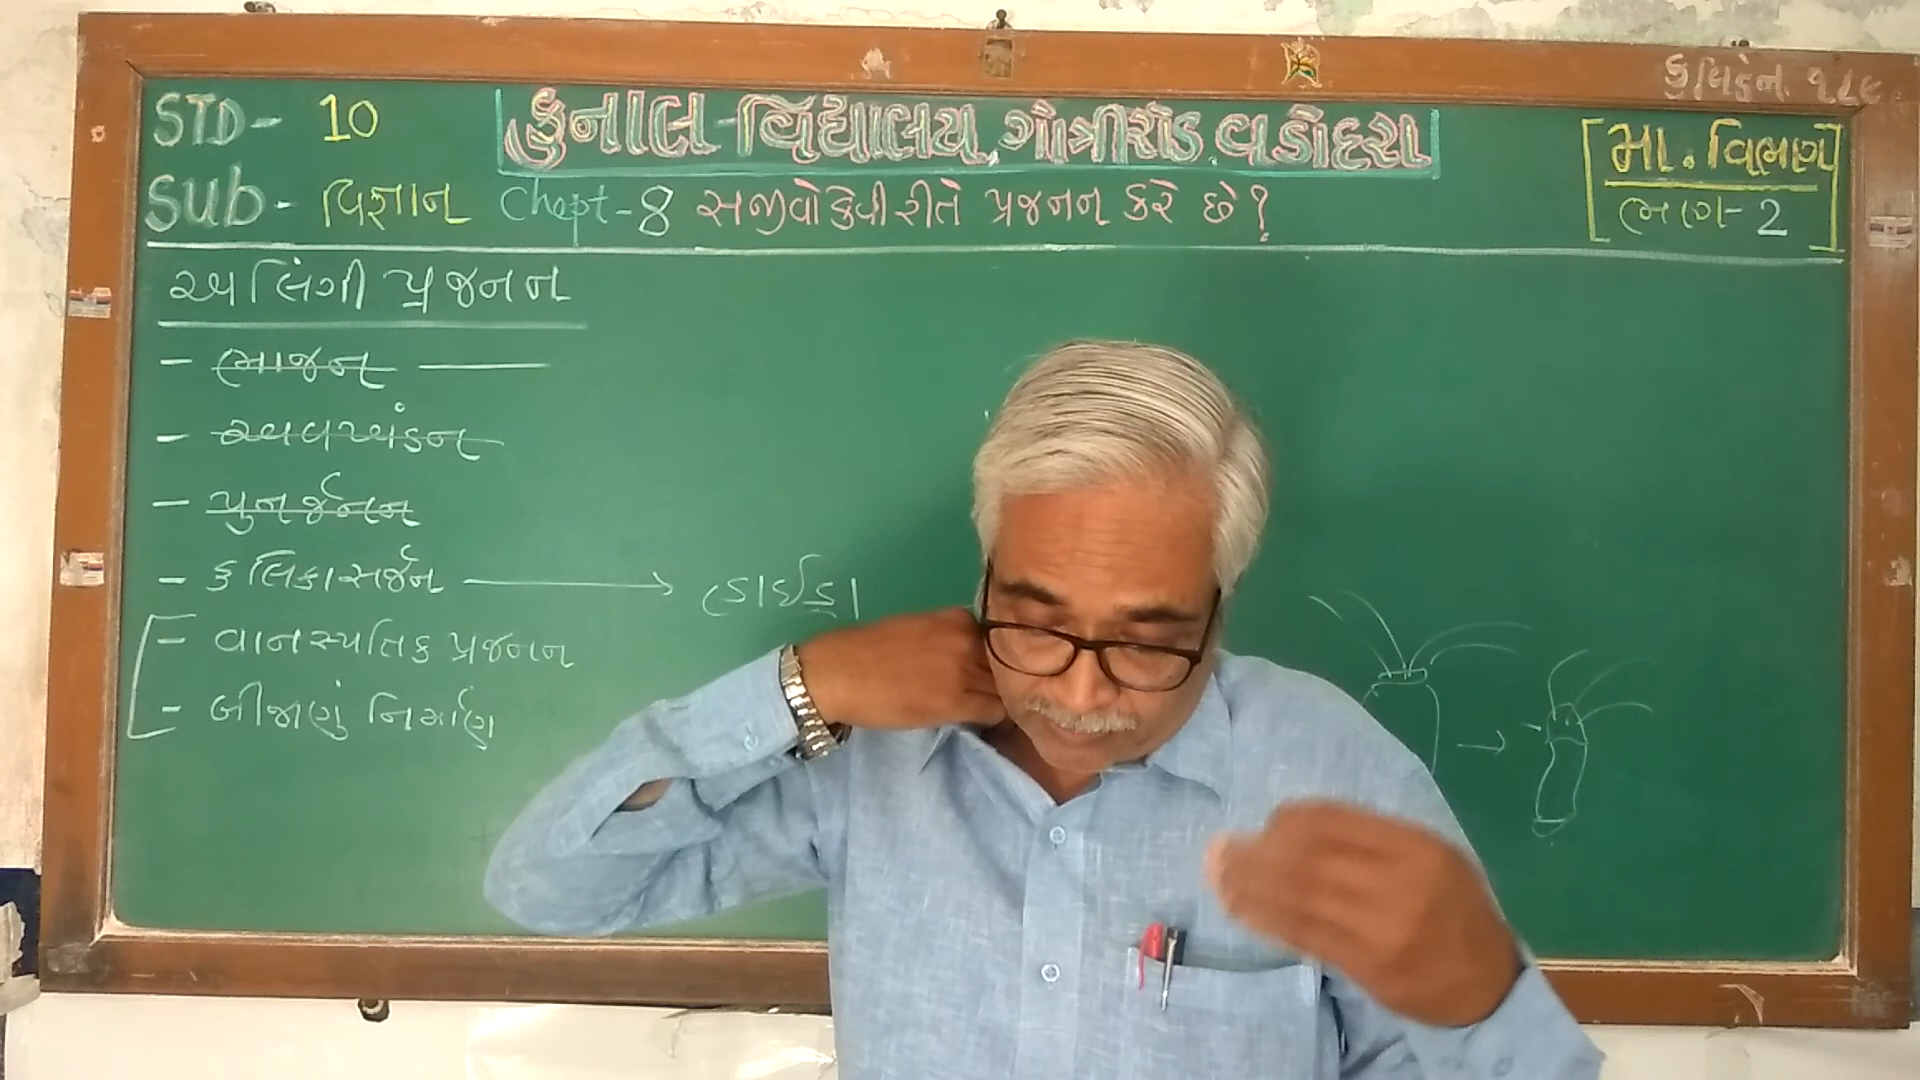 STD- 10 કુનાલ વિદ્યાલય, ગોત્રીરોડ, વડોદરા
[મા. વિભાગ]
SUB- વિજ્ઞાન Chept-8 સજીવો કેવી રીતે પ્રજનન કરે છે?
ભાગ-2
અલિંગી પ્રજનન
- ભાજન
- અવખંડન
- પુનર્જનન
- કલિકાસર્જન → હાઈડ્રા
- વાનસ્પતિક પ્રજનન
- બીજાણું નિર્માણ